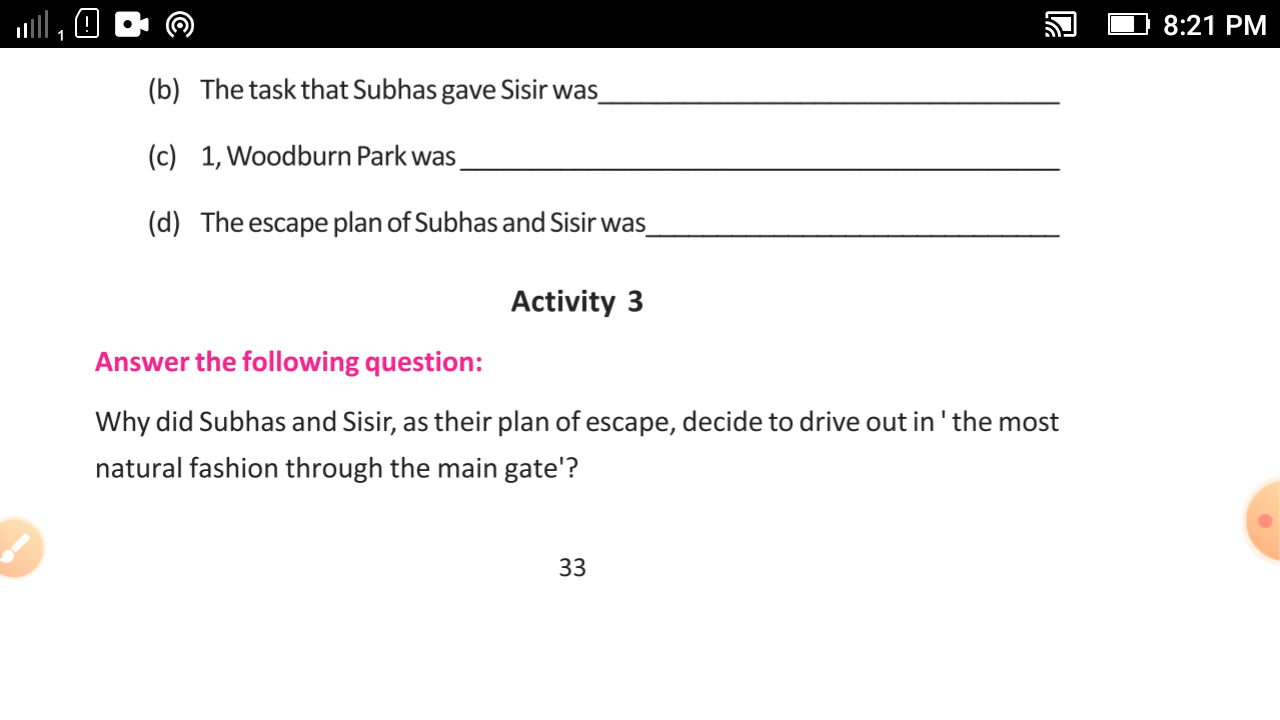 1 8:21 PM
(b) The task that Subhas gave Sisir was
(c) 1, Woodburn Park was
(d) The escape plan of Subhas and Sisir was
Activity 3
Answer the following question:
Why did Subhas and Sisir, as their plan of escape, decide to drive out in ' the most
natural fashion through the main gate'?
33